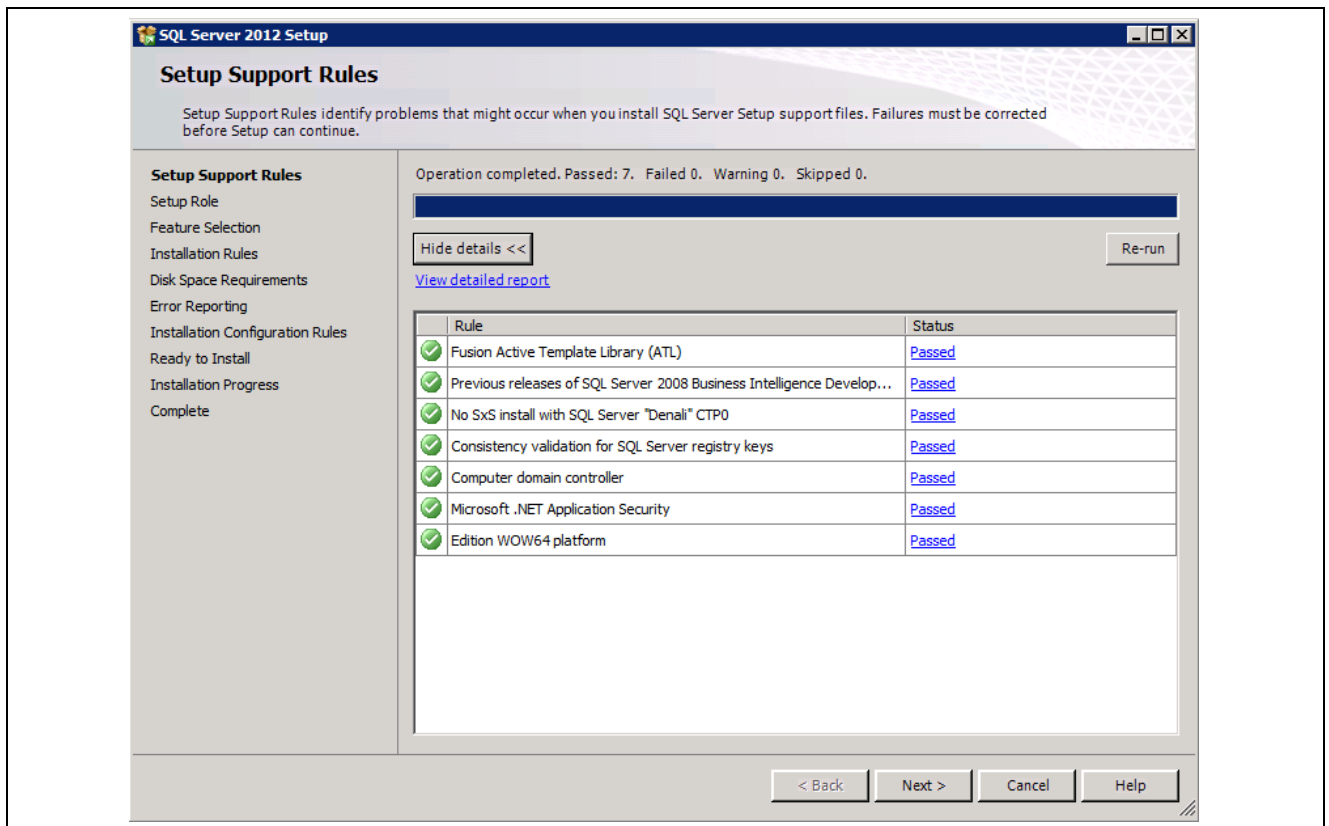 SQL Server 2012 Setup
Setup Support Rules
Setup Support Rules identify problems that might occur when you install SQL Server Setup support files. Failures must be corrected
before Setup can continue.
Setup Support Rules
Setup Role
Feature Selection
Installation Rules
Disk Space Requirements
Error Reporting
Installation Configuration Rules
Ready to Install
Installation Progress
Complete
Operation completed. Passed: 7.  Failed 0.  Warning 0.  Skipped 0.
Hide details <<
Re-run
View detailed report
Rule Status
Fusion Active Template Library (ATL) Passed
Previous releases of SQL Server 2008 Business Intelligence Develop... Passed
No SxS install with SQL Server "Denali" CTP0 Passed
Consistency validation for SQL Server registry keys Passed
Computer domain controller Passed
Microsoft .NET Application Security Passed
Edition WOW64 platform Passed
< Back Next > Cancel Help